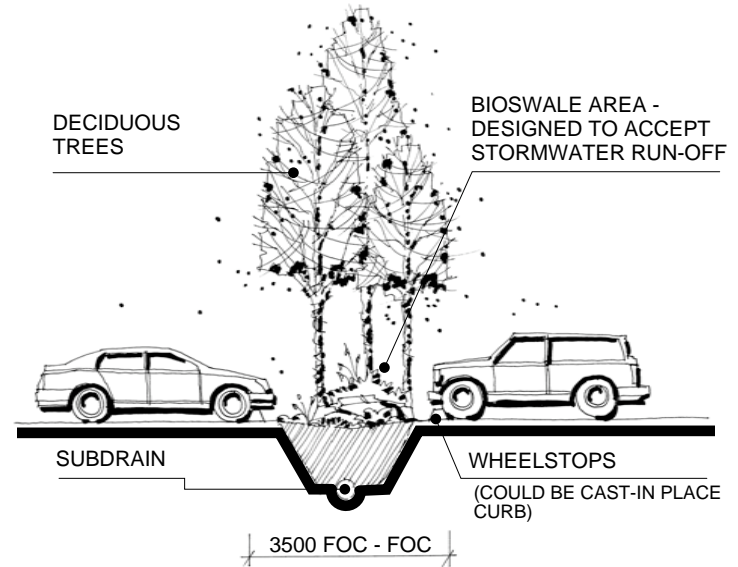 DECIDUOUS
TREES
BIOSWALE AREA -
DESIGNED TO ACCEPT
STORMWATER RUN-OFF
SUBDRAIN
WHEELSTOPS
(COULD BE CAST-IN PLACE
CURB)
3500 FOC - FOC